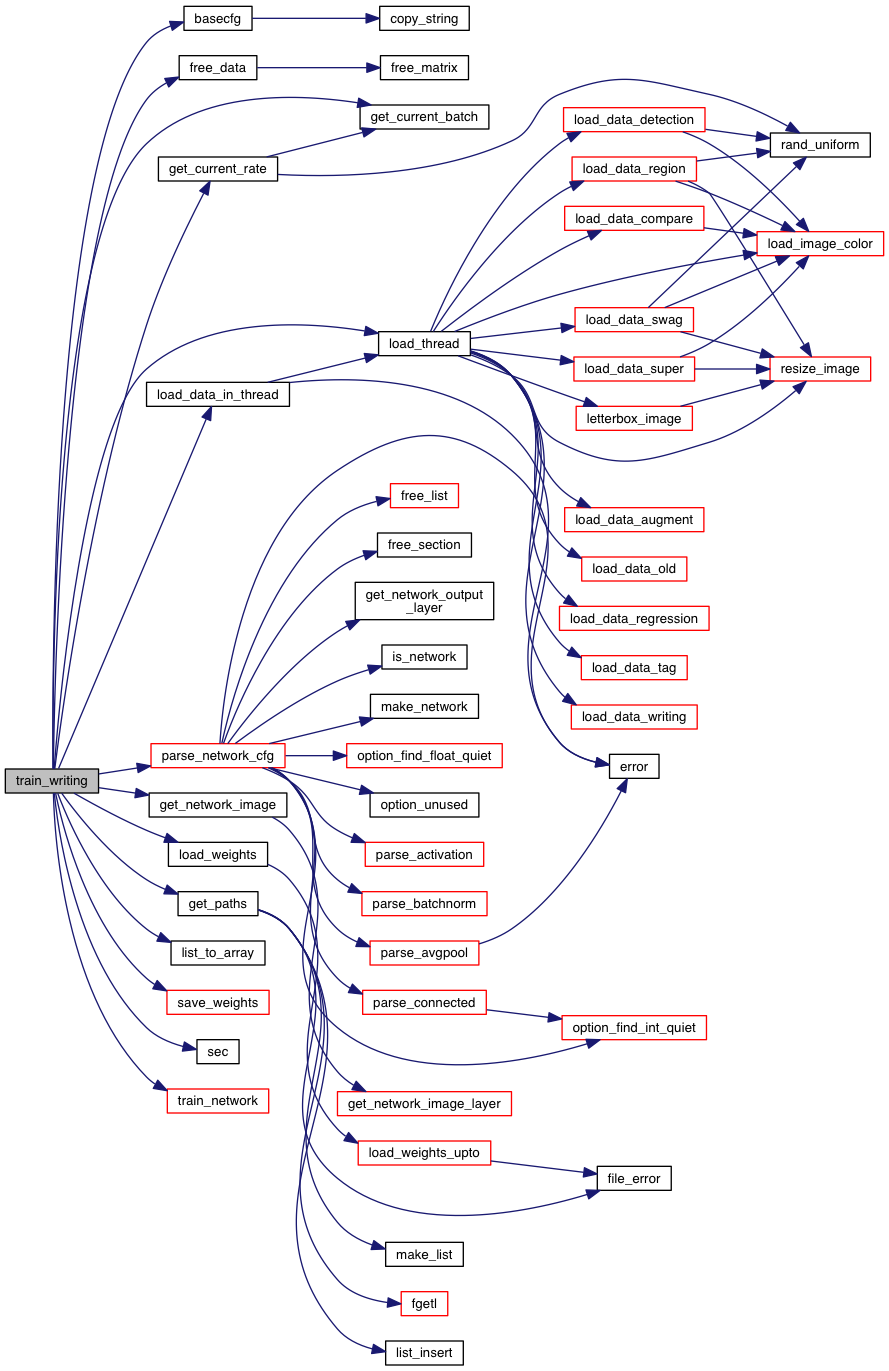 train_writing
basecfg
free_data
get_current_rate
load_data_in_thread
parse_network_cfg
get_network_image
load_weights
get_paths
list_to_array
save_weights
sec
train_network
copy_string
free_matrix
get_current_batch
load_thread
free_list
free_section
get_network_output
_layer
is_network
make_network
option_find_float_quiet
option_unused
parse_activation
parse_batchnorm
parse_avgpool
parse_connected
get_network_image_layer
load_weights_upto
make_list
fgetl
list_insert
load_data_detection
load_data_region
load_data_compare
load_data_swag
load_data_super
letterbox_image
load_data_augment
load_data_old
load_data_regression
load_data_tag
load_data_writing
error
option_find_int_quiet
file_error
rand_uniform
load_image_color
resize_image